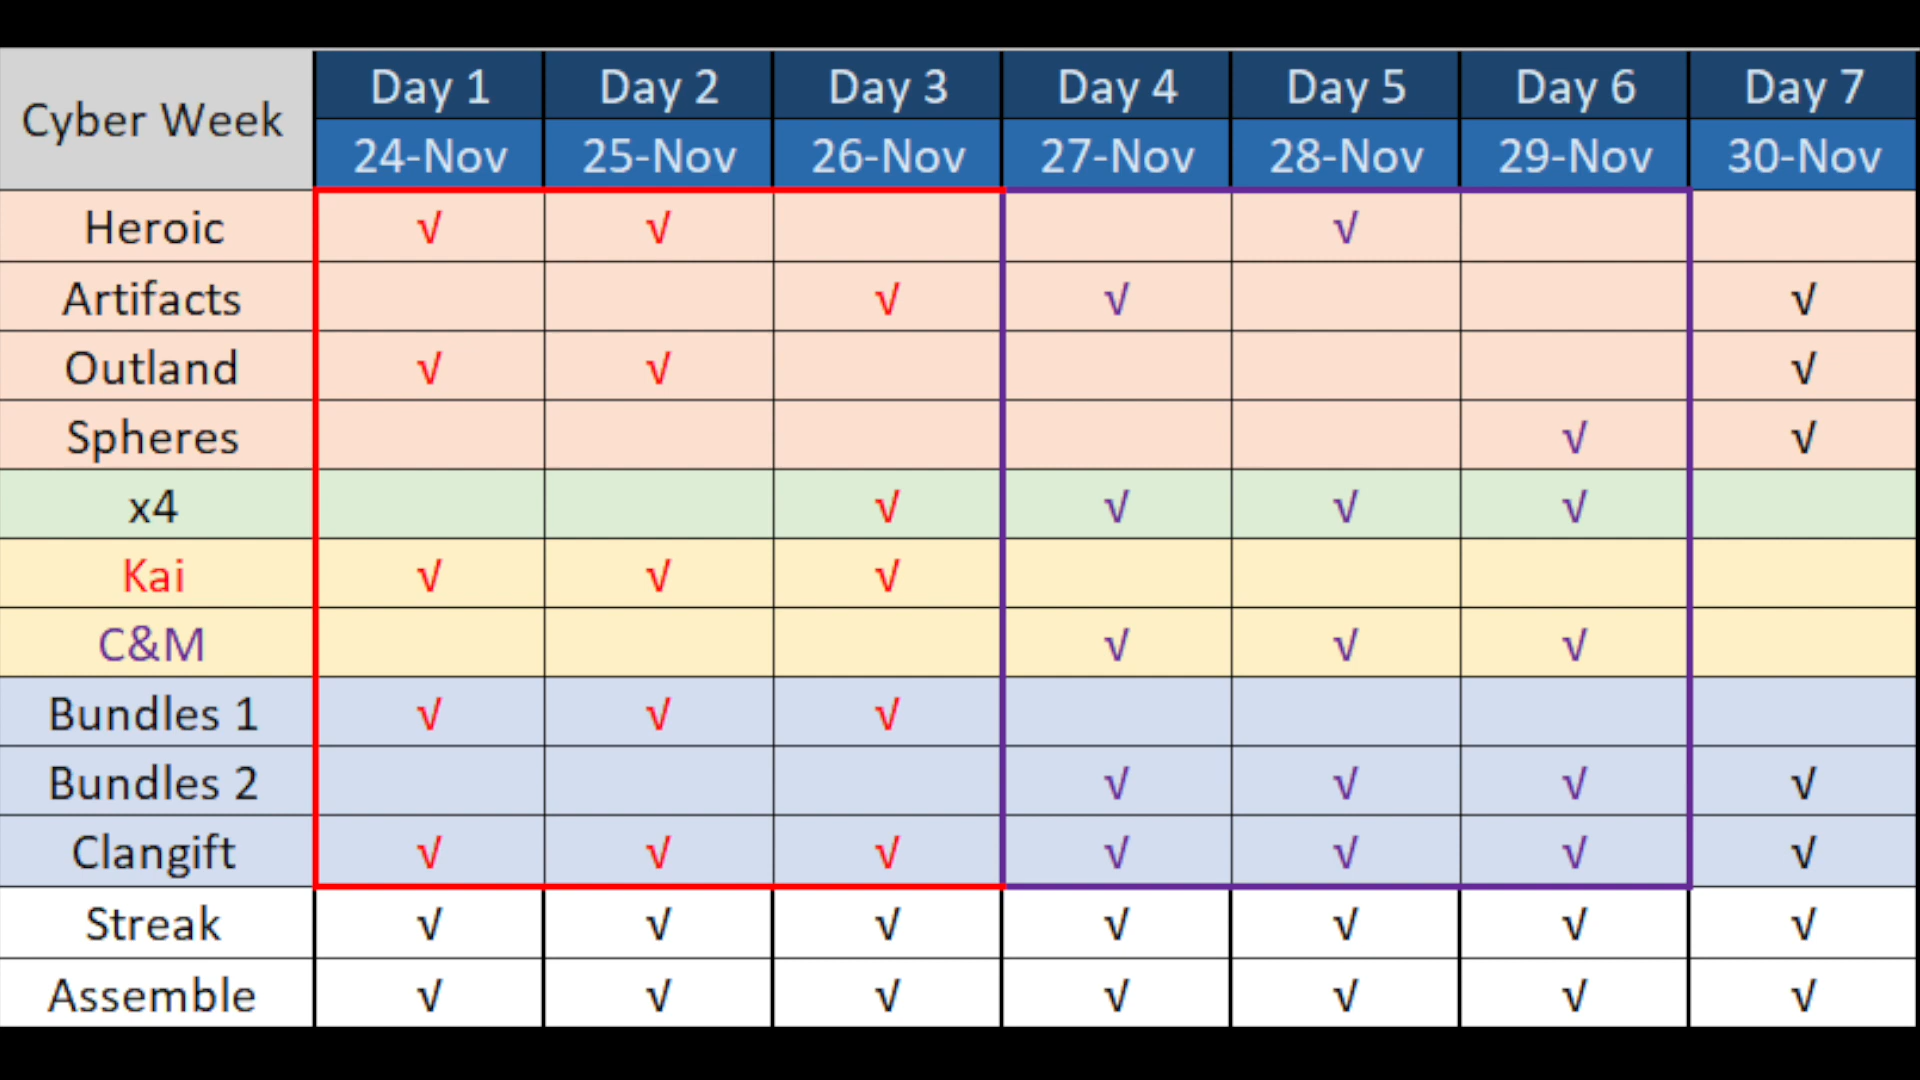 Cyber Week Day 1 Day 2 Day 3 Day 4 Day 5 Day 6 Day 7
24-Nov 25-Nov 26-Nov 27-Nov 28-Nov 29-Nov 30-Nov
Heroic √ √ √
Artifacts √ √ √
Outland √ √ √
Spheres √ √
x4 √ √ √ √
Kai √ √ √
C&M √ √ √
Bundles 1 √ √ √
Bundles 2 √ √ √ √
Clangift √ √ √ √ √ √ √
Streak √ √ √ √ √ √ √
Assemble √ √ √ √ √ √ √